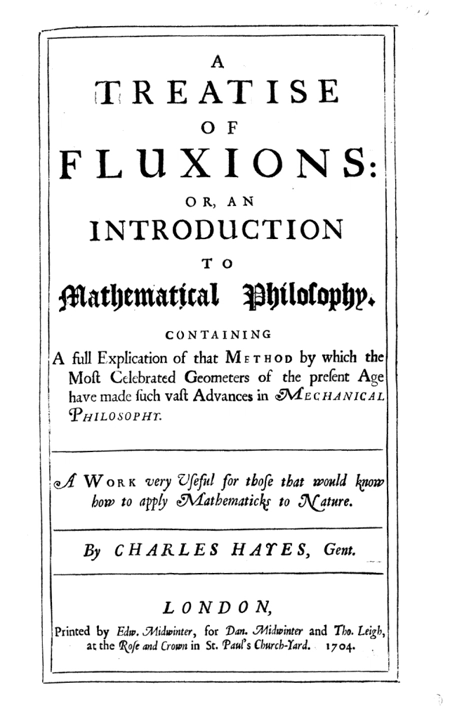 A
TREATISE
OF
FLUXIONS:
OR, AN
INTRODUCTION
TO
Mathematical Philoſophy.
CONTAINING
A full Explication of that METHOD by which the
Moſt Celebrated Geometers of the preſent Age
have made ſuch vaſt Advances in MECHANICAL
PHILOSOPHY.
A WORK very Uſeful for thoſe that would know
how to apply Mathematicks to Nature.
By CHARLES HAYES, Gent.
LONDON,
Printed by Edw. Midwinter, for Dan. Midwinter and Tho. Leigh,
at the Roſe and Crown in St. Paul's Church-Yard. 1704.